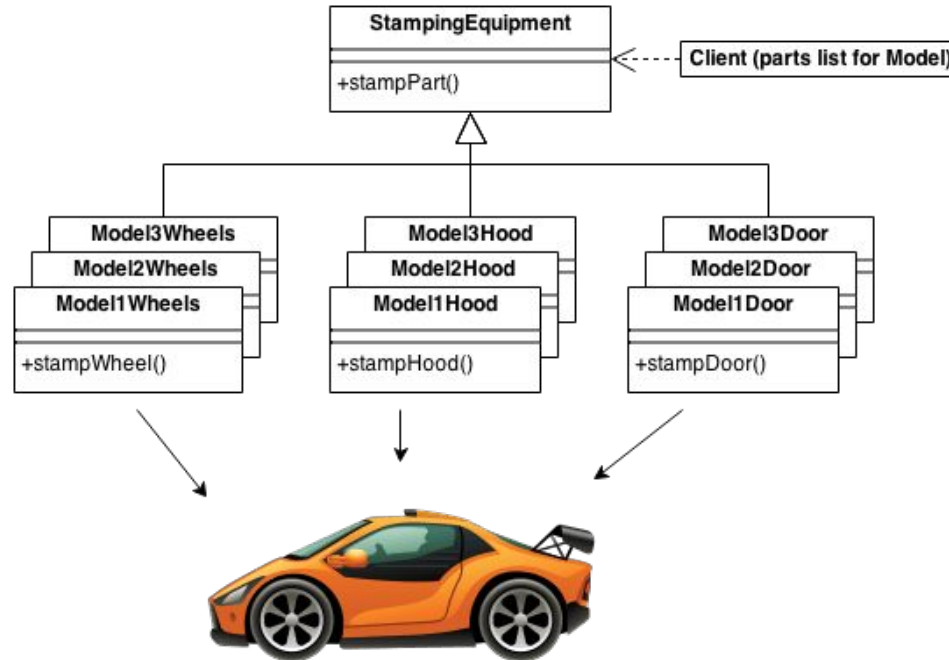 StampingEquipment
Client (parts list for Model)
+stampPart()
Model3Wheels
Model3Hood
Model3Door
Model2Wheels
Model2Hood
Model2Door
Model1Wheels
Model1Hood
Model1Door
+stampWheel()
+stampHood()
+stampDoor()